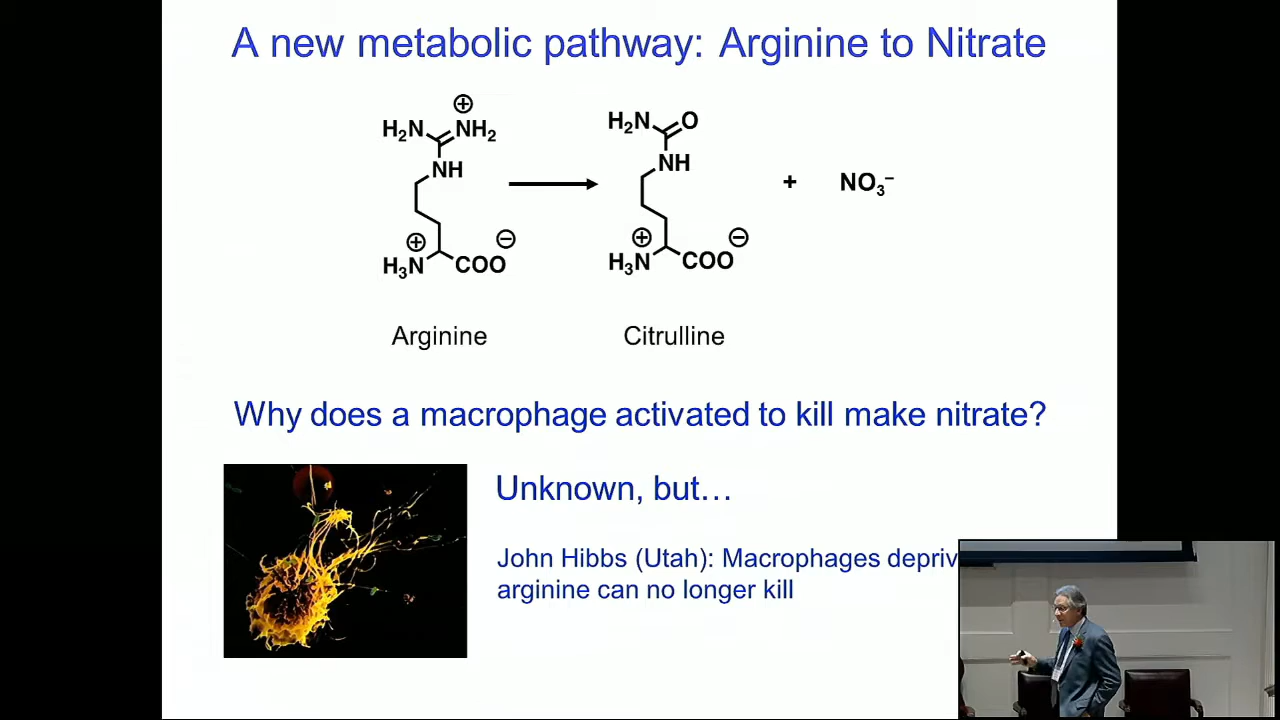 A new metabolic pathway: Arginine to Nitrate
H₂N NH₂ ⊕
NH
H₃N ⊕ COO ⊖
H₂N O
NH
H₃N ⊕ COO ⊖
+ NO₃⁻
Arginine Citrulline
Why does a macrophage activated to kill make nitrate?
Unknown, but…
John Hibbs (Utah): Macrophages depriv
arginine can no longer kill